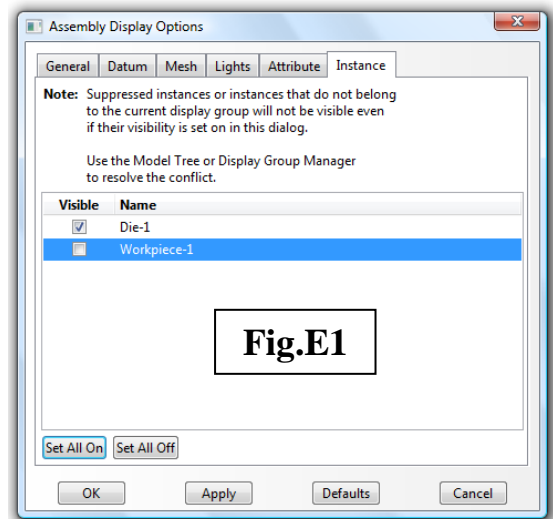 Assembly Display Options
General Datum Mesh Lights Attribute Instance
Note: Suppressed instances or instances that do not belong
to the current display group will not be visible even
if their visibility is set on in this dialog.
Use the Model Tree or Display Group Manager
to resolve the conflict.
Visible Name
Die-1
Workpiece-1
Fig.E1
Set All On Set All Off
OK Apply Defaults Cancel